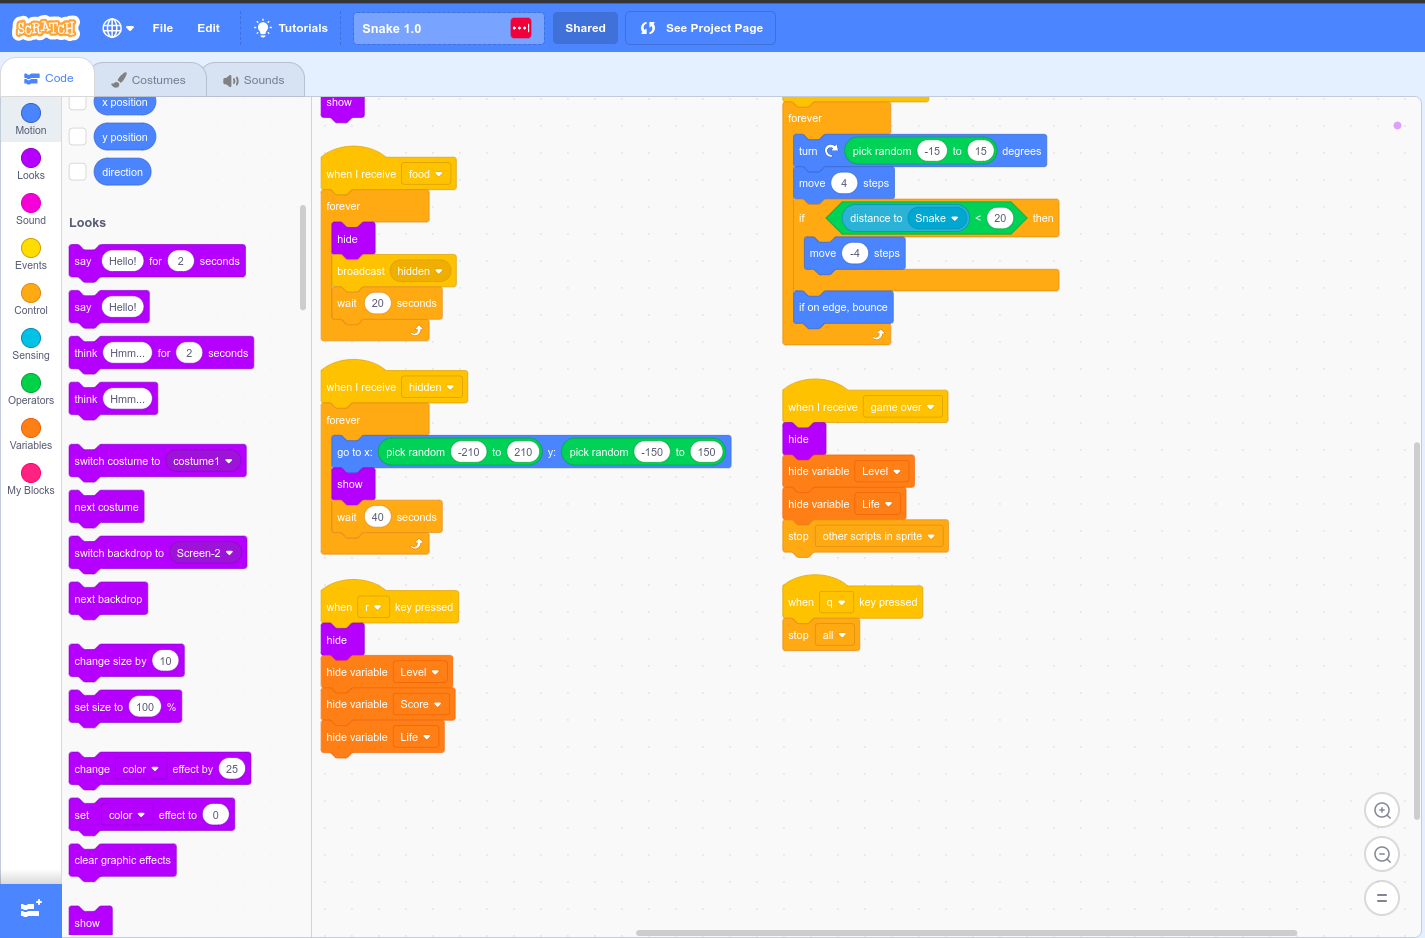 SCRATCH File Edit Tutorials Snake 1.0 Shared See Project Page
Code Costumes Sounds
Motion
Looks
Sound
Events
Control
Sensing
Operators
Variables
My Blocks
x position
y position
direction
Looks
say Hello! for 2 seconds
say Hello!
think Hmm... for 2 seconds
think Hmm...
switch costume to costume1
next costume
switch backdrop to Screen-2
next backdrop
change size by 10
set size to 100 %
change color effect by 25
set color effect to 0
clear graphic effects
show
show
when I receive food
forever
hide
broadcast hidden
wait 20 seconds
when I receive hidden
forever
go to x: pick random -210 to 210 y: pick random -150 to 150
show
wait 40 seconds
when r key pressed
hide
hide variable Level
hide variable Score
hide variable Life
forever
turn pick random -15 to 15 degrees
move 4 steps
if distance to Snake < 20 then
move -4 steps
if on edge, bounce
when I receive game over
hide
hide variable Level
hide variable Life
stop other scripts in sprite
when q key pressed
stop all